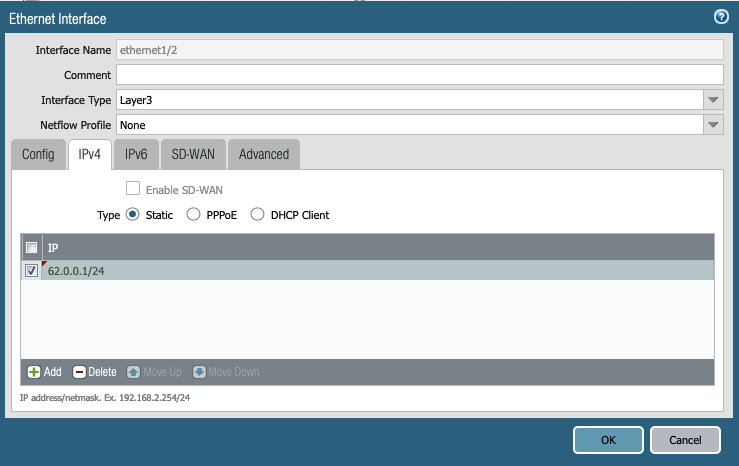 Ethernet Interface
Interface Name ethernet1/2
Comment
Interface Type Layer3
Netflow Profile None
Config IPv4 IPv6 SD-WAN Advanced
Enable SD-WAN
Type Static PPPoE DHCP Client
IP
62.0.0.1/24
Add Delete Move Up Move Down
IP address/netmask. Ex. 192.168.2.254/24
OK Cancel